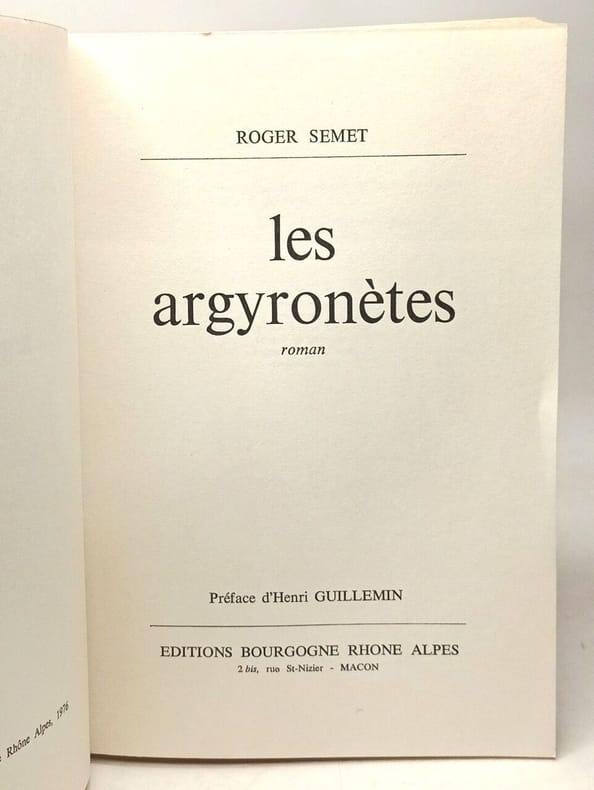 ROGER SEMET
les
argyronètes
roman
Préface d'Henri GUILLEMIN
EDITIONS BOURGOGNE RHONE ALPES
2 bis, rue St-Nizier - MACON
Rhône Alpes, 1976